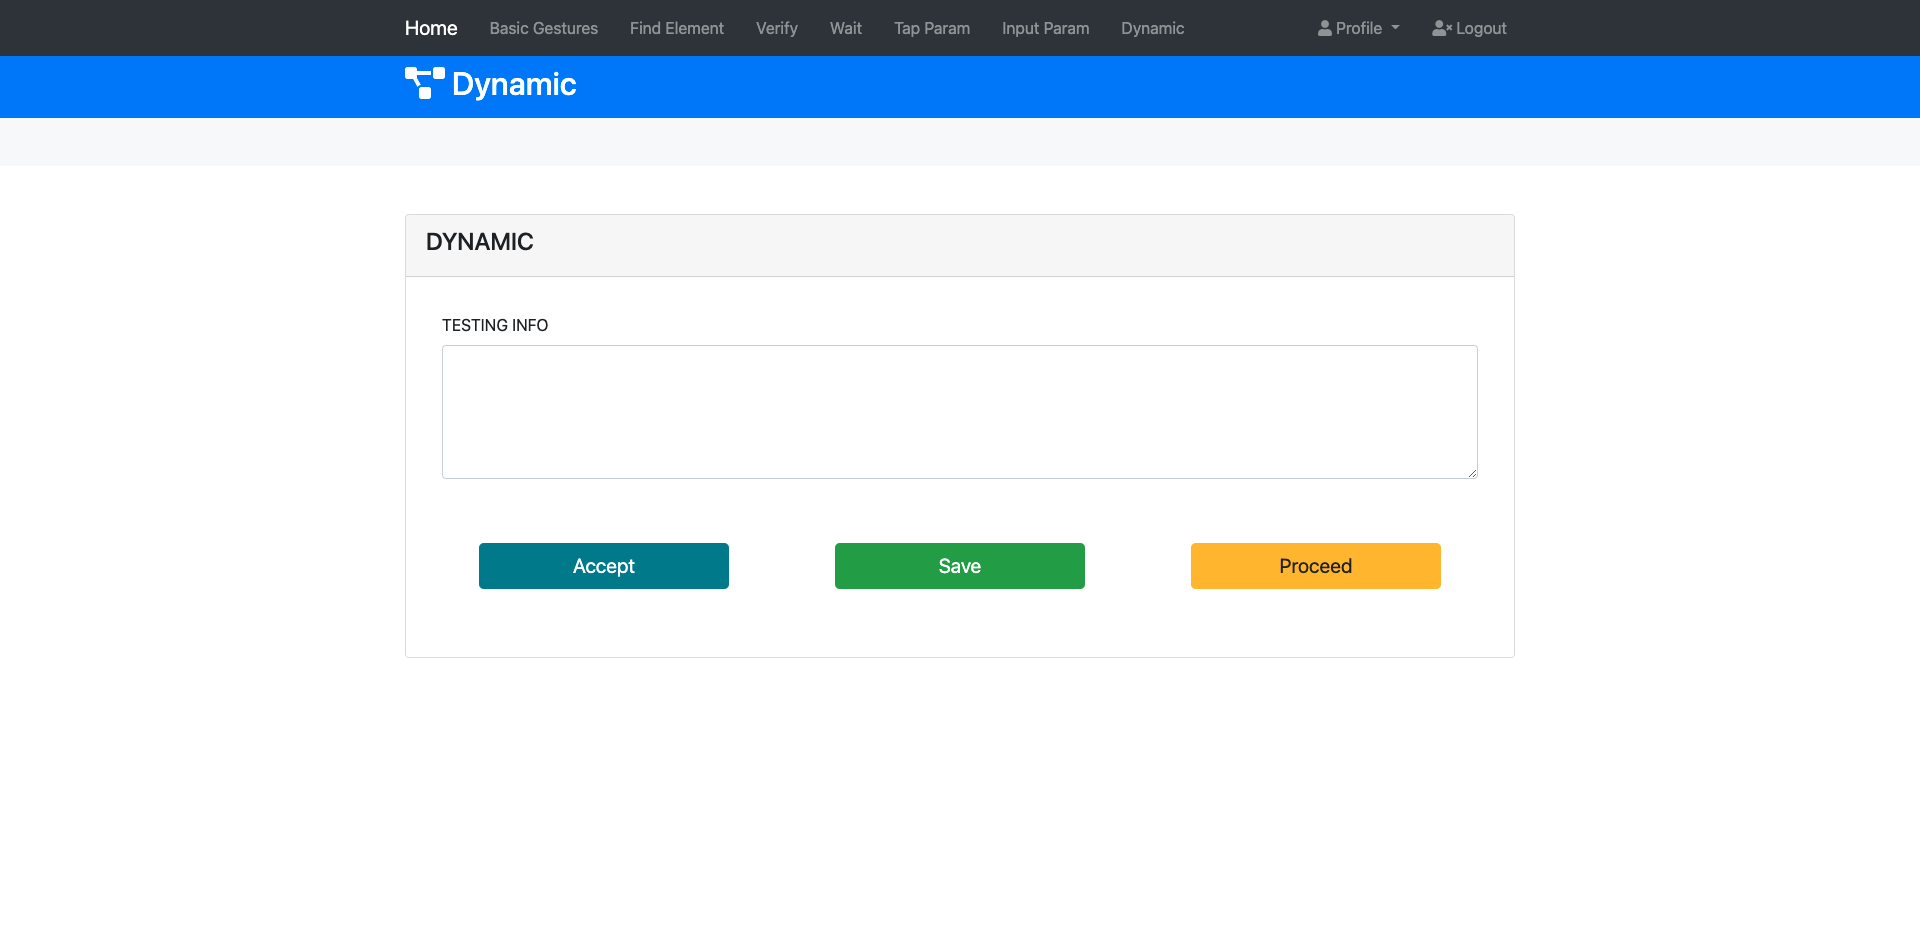 Home Basic Gestures Find Element Verify Wait Tap Param Input Param Dynamic Profile Logout
Dynamic
DYNAMIC
TESTING INFO
Accept Save Proceed